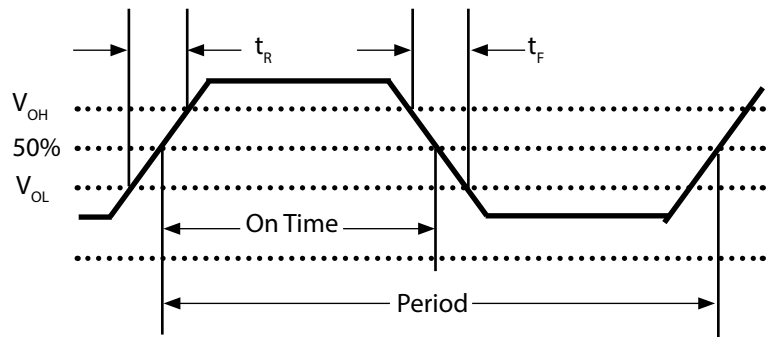 t_R
t_F
V_OH
50%
V_OL
On Time
Period